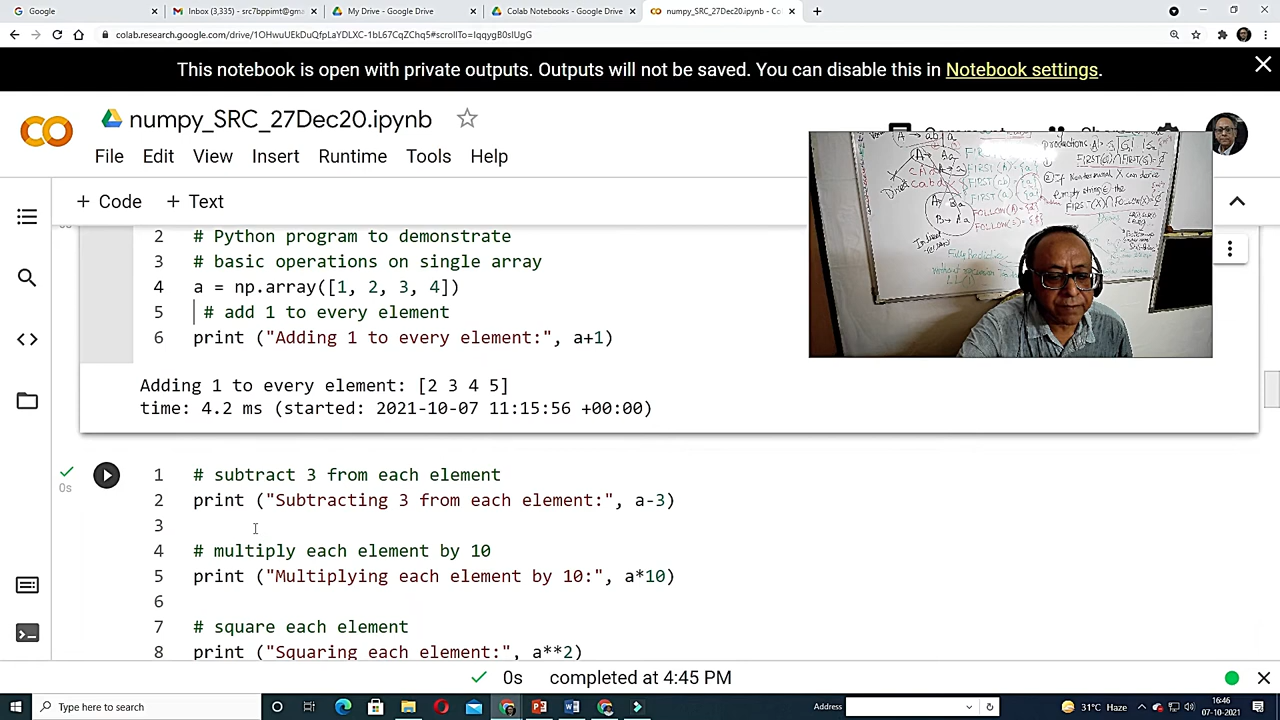 Google
Inbox (3,335) - src7bppimt@gma
My Drive - Google Drive
Colab Notebooks - Google Drive
numpy_SRC_27Dec20.ipynb - Co
colab.research.google.com/drive/1OHwuUEkDuQfpLaYDLXC-1bL67CqZChq5#scrollTo=IqqygB0sIUgG
This notebook is open with private outputs. Outputs will not be saved. You can disable this in Notebook settings.
numpy_SRC_27Dec20.ipynb
File Edit View Insert Runtime Tools Help
+ Code + Text
2 # Python program to demonstrate
3 # basic operations on single array
4 a = np.array([1, 2, 3, 4])
5 # add 1 to every element
6 print ("Adding 1 to every element:", a+1)
Adding 1 to every element: [2 3 4 5]
time: 4.2 ms (started: 2021-10-07 11:15:56 +00:00)
0s
1 # subtract 3 from each element
2 print ("Subtracting 3 from each element:", a-3)
3
4 # multiply each element by 10
5 print ("Multiplying each element by 10:", a*10)
6
7 # square each element
8 print ("Squaring each element:", a**2)
0s completed at 4:45 PM
Type here to search
Address
31°C Haze
16:46
07-10-2021